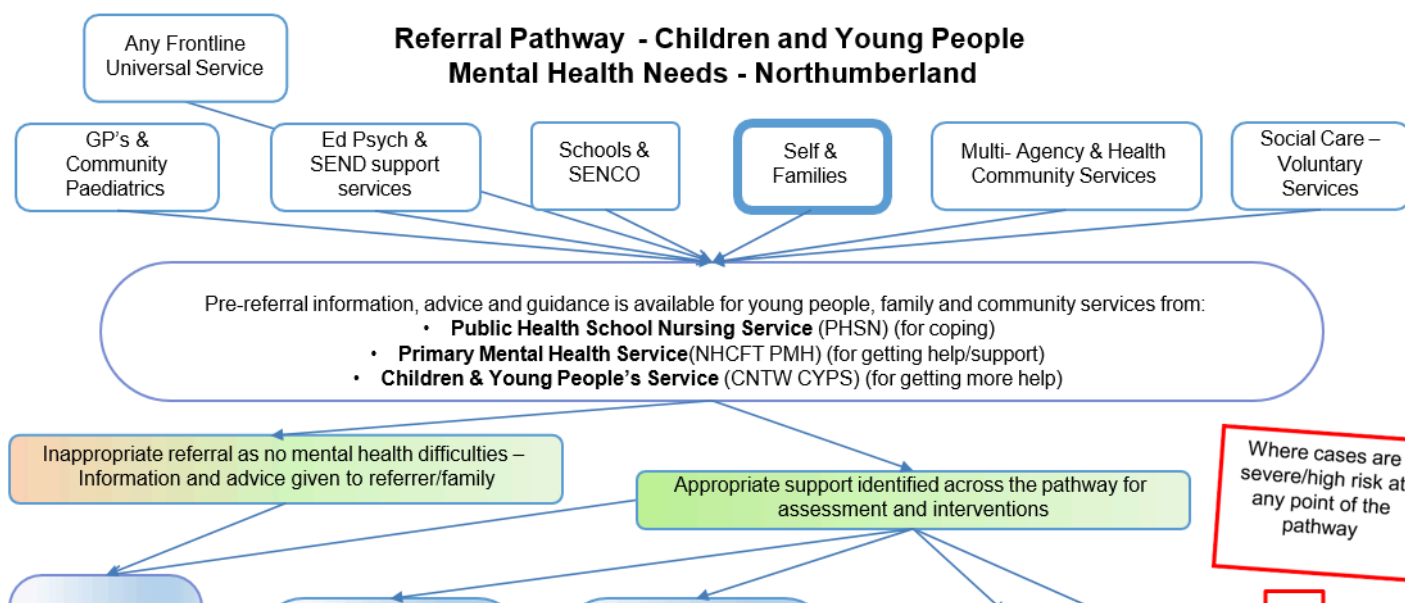 Referral Pathway - Children and Young People
Mental Health Needs - Northumberland
Any Frontline
Universal Service
GP's &
Community
Paediatrics
Ed Psych &
SEND support
services
Schools &
SENCO
Self &
Families
Multi- Agency & Health
Community Services
Social Care –
Voluntary
Services
Pre-referral information, advice and guidance is available for young people, family and community services from:
• Public Health School Nursing Service (PHSN) (for coping)
• Primary Mental Health Service(NHCFT PMH) (for getting help/support)
• Children & Young People's Service (CNTW CYPS) (for getting more help)
Inappropriate referral as no mental health difficulties –
Information and advice given to referrer/family
Appropriate support identified across the pathway for
assessment and interventions
Where cases are
severe/high risk at
any point of the
pathway